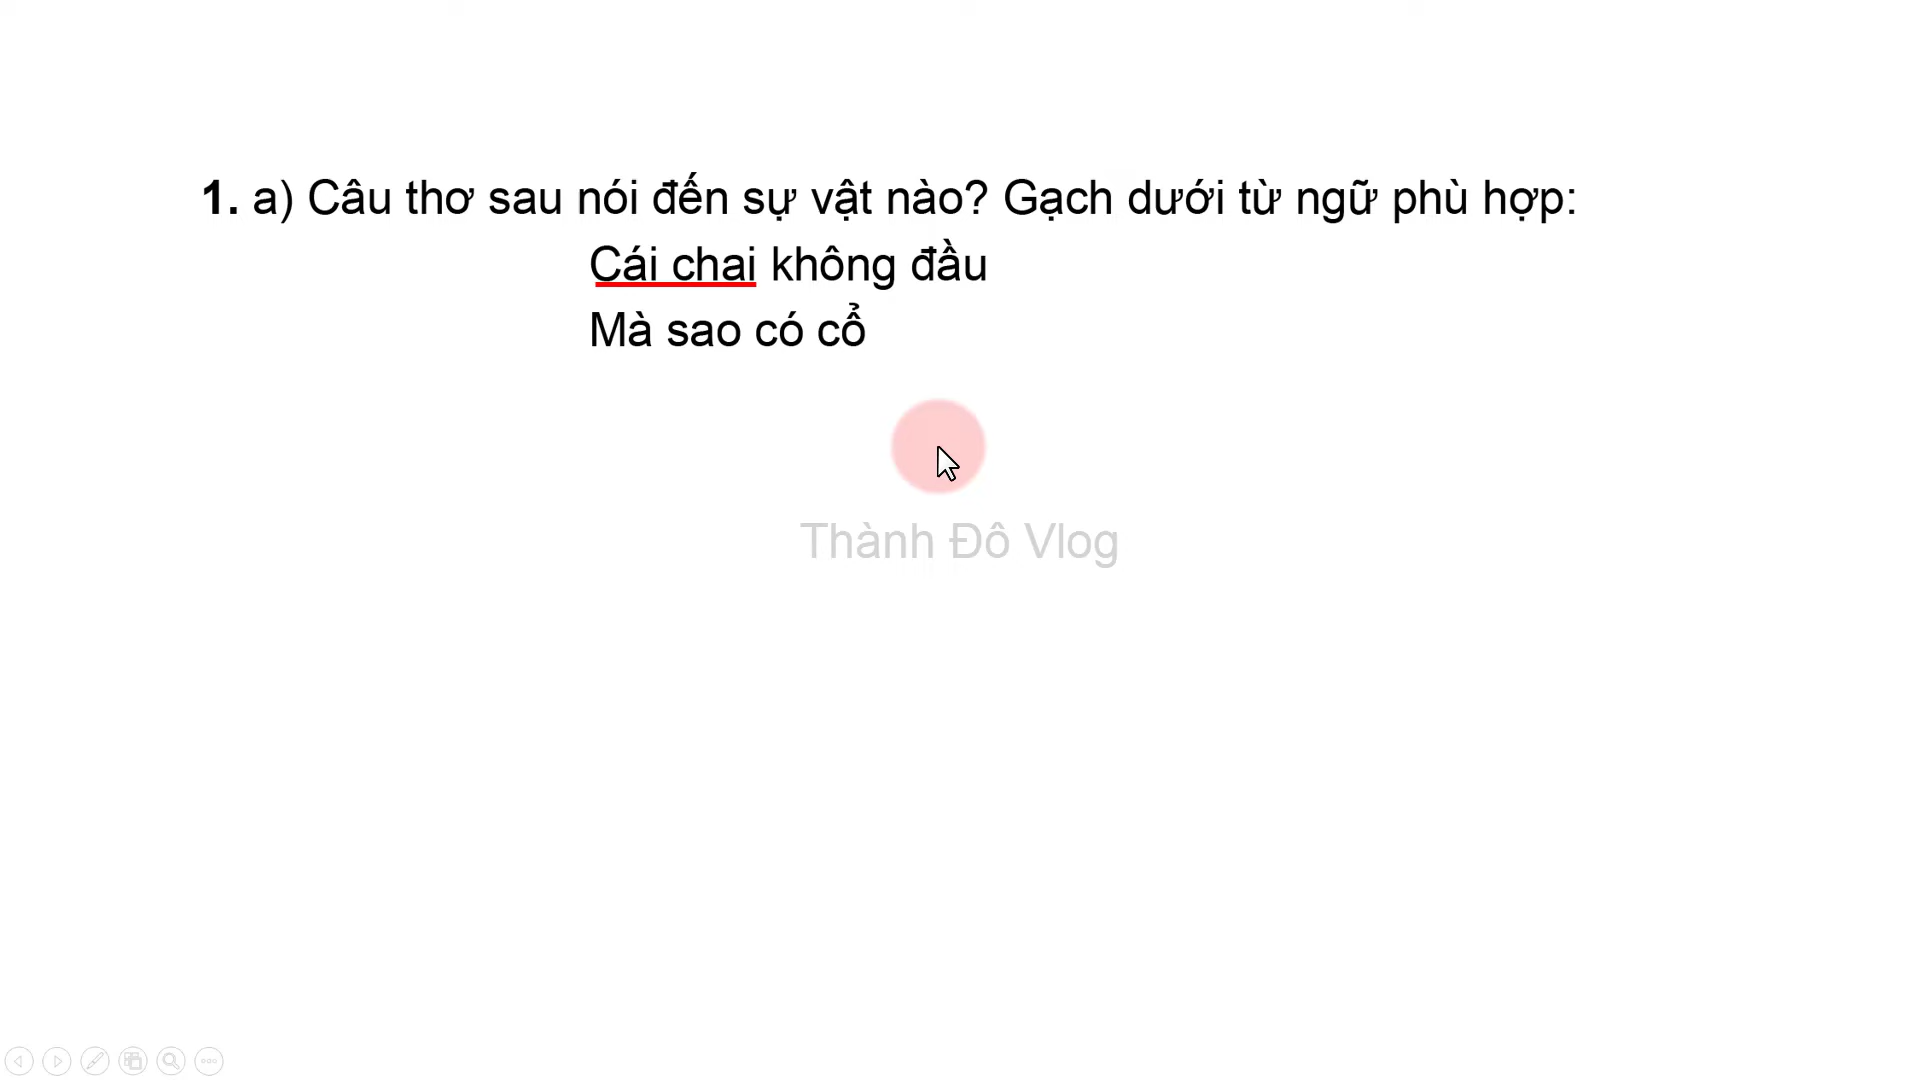 1. a) Câu thơ sau nói đến sự vật nào? Gạch dưới từ ngữ phù hợp:
Cái chai không đầu
Mà sao có cổ
Thành Đô Vlog